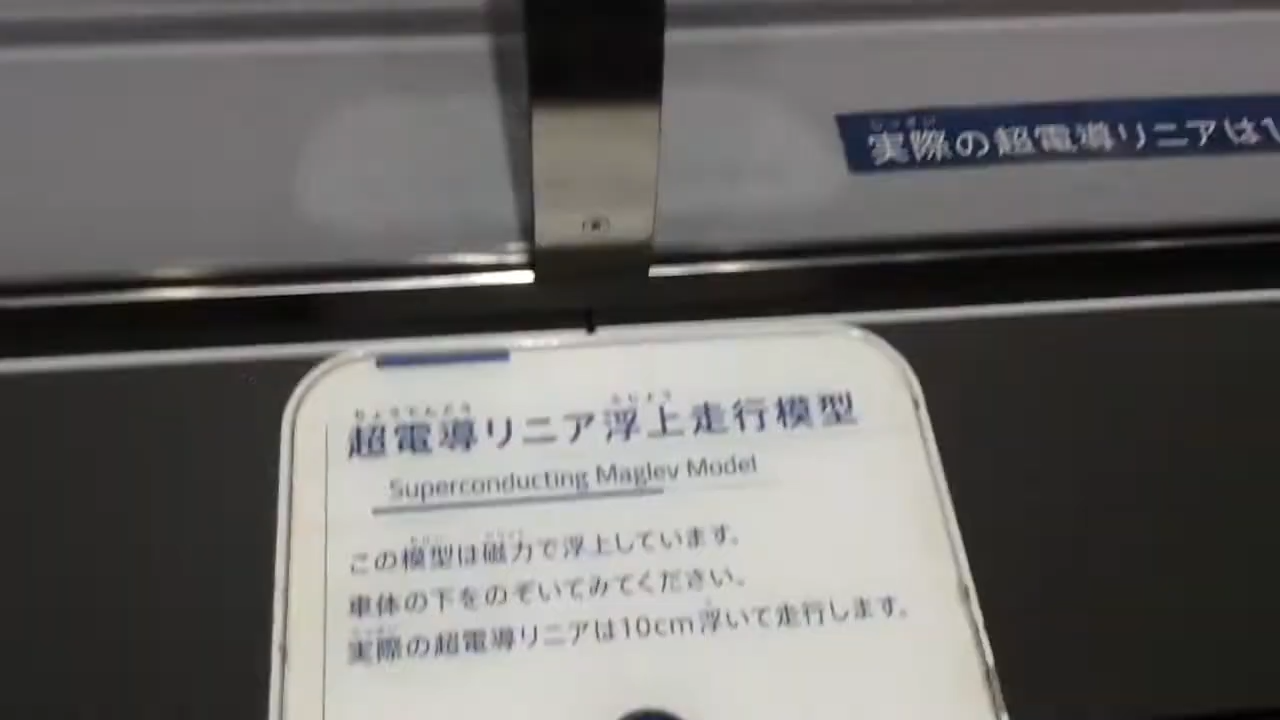 実際の超電導リニアは1
超電導リニア浮上走行模型
Superconducting Maglev Model
この模型は磁力で浮上しています。
車体の下をのぞいてみてください。
実際の超電導リニアは10cm浮いて走行します。